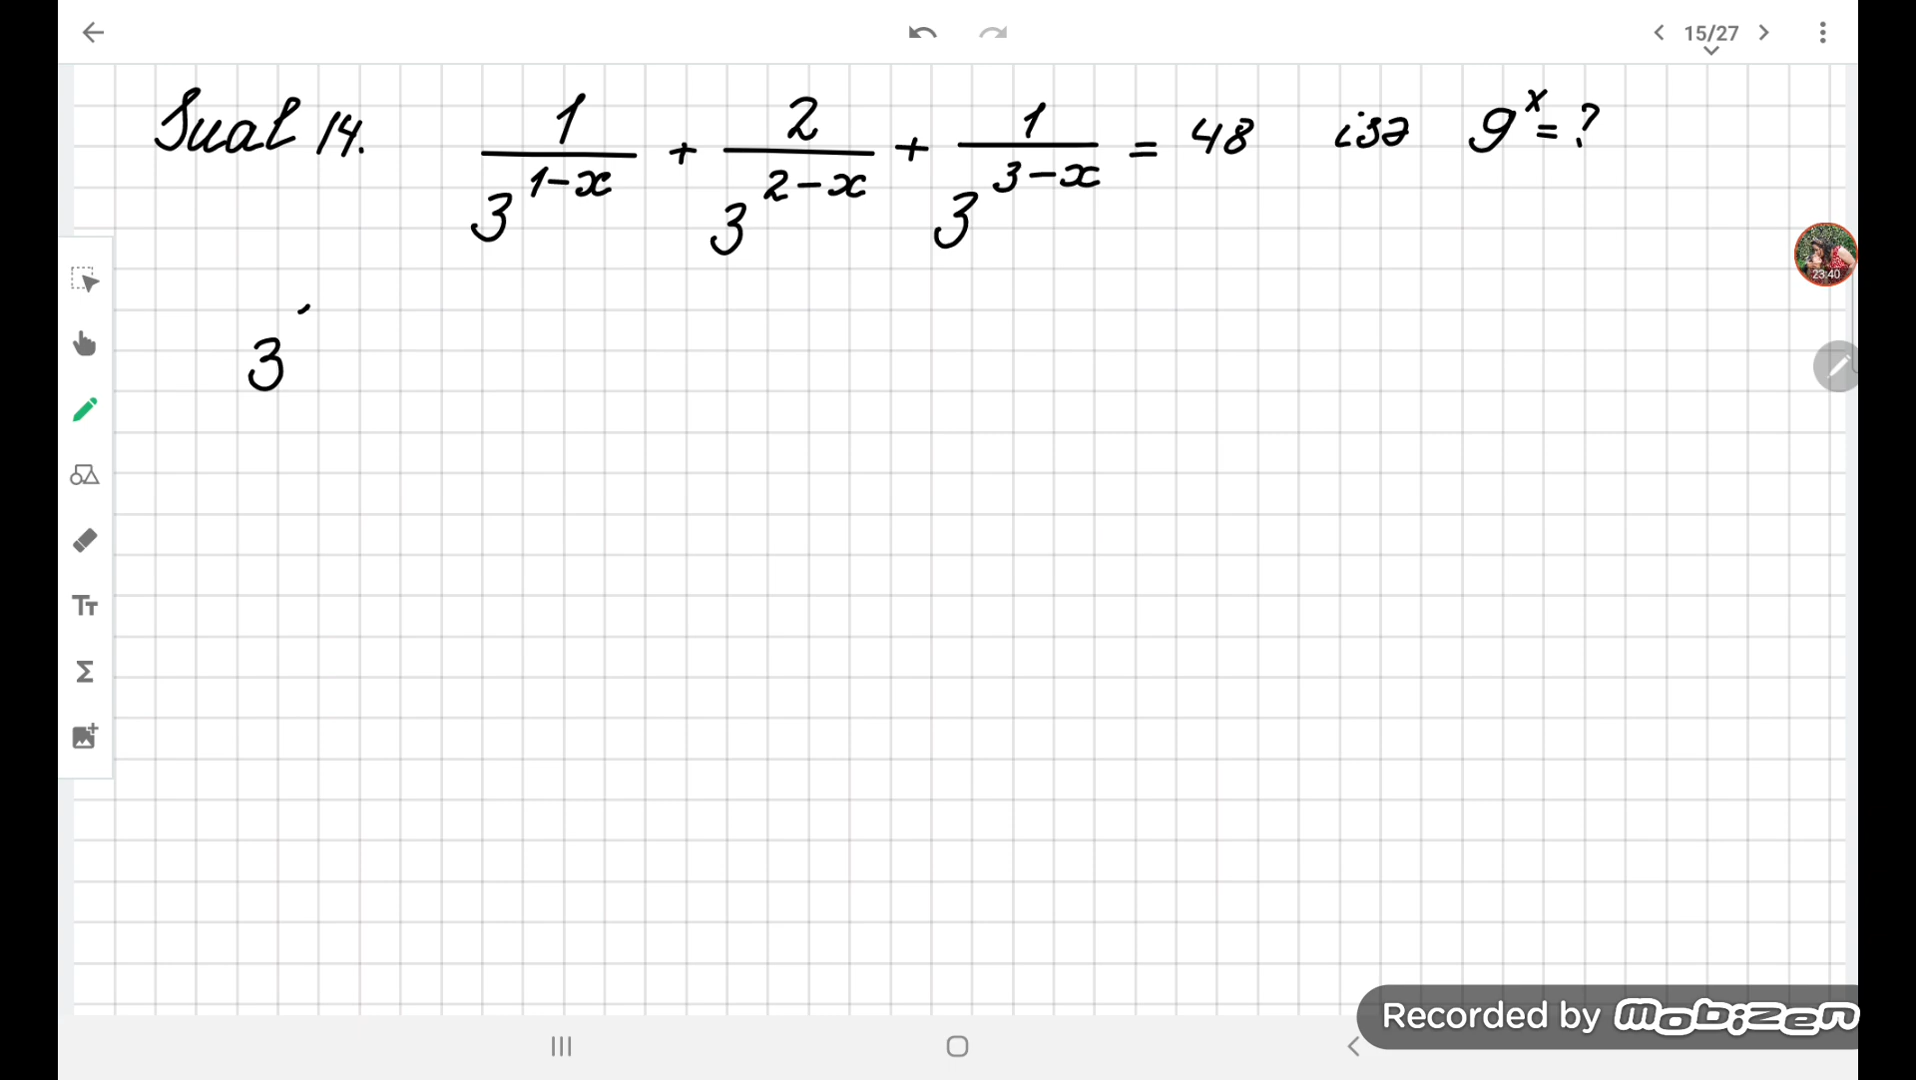 15/27
Sual 14. 1/3^(1-x) + 2/3^(2-x) + 1/3^(3-x) = 48 isə 9^x = ?
23:40
3
Tт
Σ
Recorded by mobizen